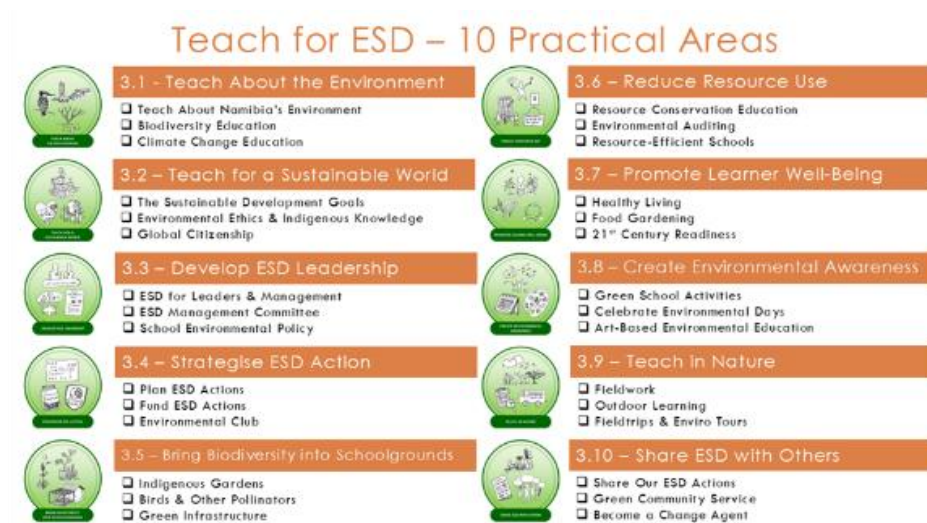 Teach for ESD – 10 Practical Areas
3.1 - Teach About the Environment
❑ Teach About Namibia's Environment
❑ Biodiversity Education
❑ Climate Change Education
3.2 – Teach for a Sustainable World
❑ The Sustainable Development Goals
❑ Environmental Ethics & Indigenous Knowledge
❑ Global Citizenship
3.3 – Develop ESD Leadership
❑ ESD for Leaders & Management
❑ ESD Management Committee
❑ School Environmental Policy
3.4 – Strategise ESD Action
❑ Plan ESD Actions
❑ Fund ESD Actions
❑ Environmental Club
3.5 – Bring Biodiversity into Schoolgrounds
❑ Indigenous Gardens
❑ Birds & Other Pollinators
❑ Green Infrastructure
3.6 – Reduce Resource Use
❑ Resource Conservation Education
❑ Environmental Auditing
❑ Resource-Efficient Schools
3.7 – Promote Learner Well-Being
❑ Healthy Living
❑ Food Gardening
❑ 21st Century Readiness
3.8 – Create Environmental Awareness
❑ Green School Activities
❑ Celebrate Environmental Days
❑ Art-Based Environmental Education
3.9 – Teach in Nature
❑ Fieldwork
❑ Outdoor Learning
❑ Fieldtrips & Enviro Tours
3.10 – Share ESD with Others
❑ Share Our ESD Actions
❑ Green Community Service
❑ Become a Change Agent